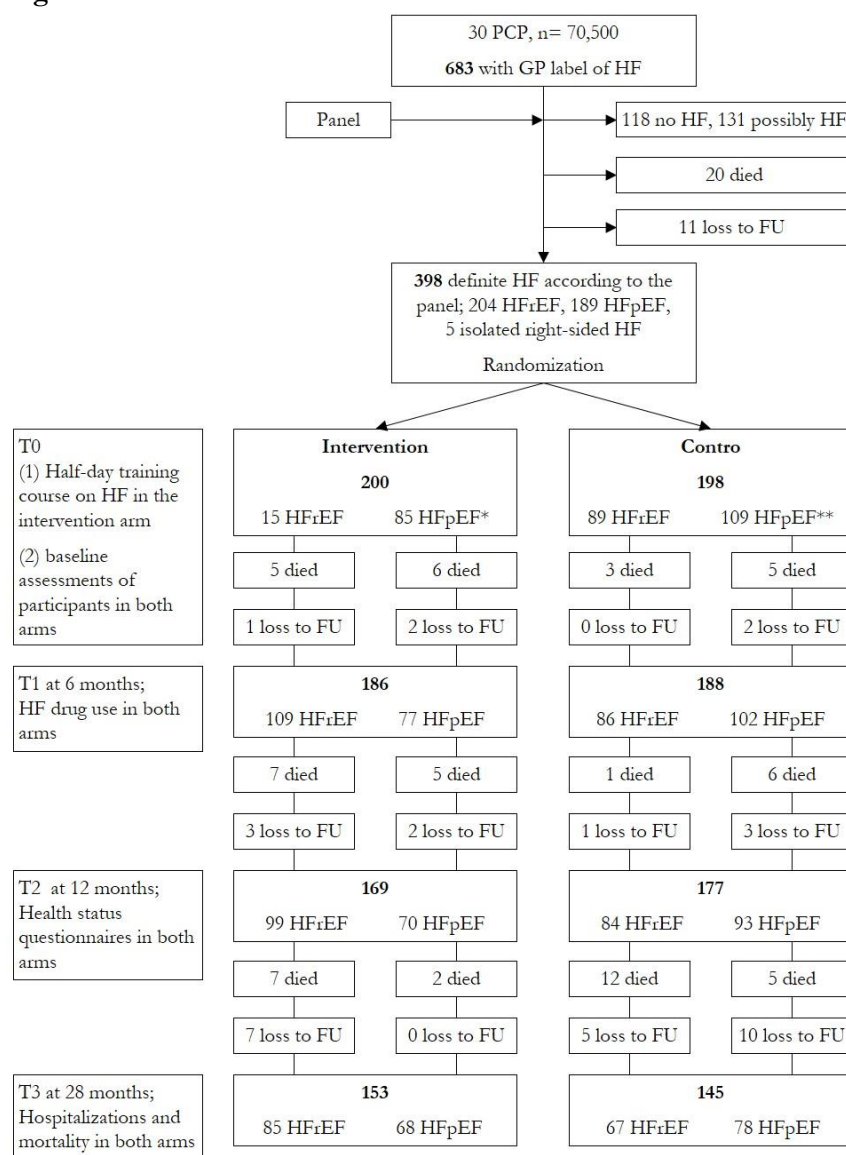 30 PCP, n= 70,500
683 with GP label of HF
Panel
118 no HF, 131 possibly HF
20 died
11 loss to FU
398 definite HF according to the
panel; 204 HFrEF, 189 HFpEF,
5 isolated right-sided HF
Randomization
T0
(1) Half-day training
course on HF in the
intervention arm
(2) baseline
assessments of
participants in both
arms
Intervention
200
15 HFrEF 85 HFpEF*
Contro
198
89 HFrEF 109 HFpEF**
5 died
6 died
3 died
5 died
1 loss to FU
2 loss to FU
0 loss to FU
2 loss to FU
T1 at 6 months;
HF drug use in both
arms
186
109 HFrEF 77 HFpEF
188
86 HFrEF 102 HFpEF
7 died
5 died
1 died
6 died
3 loss to FU
2 loss to FU
1 loss to FU
3 loss to FU
T2 at 12 months;
Health status
questionnaires in both
arms
169
99 HFrEF 70 HFpEF
177
84 HFrEF 93 HFpEF
7 died
2 died
12 died
5 died
7 loss to FU
0 loss to FU
5 loss to FU
10 loss to FU
T3 at 28 months;
Hospitalizations and
mortality in both arms
153
85 HFrEF 68 HFpEF
145
67 HFrEF 78 HFpEF